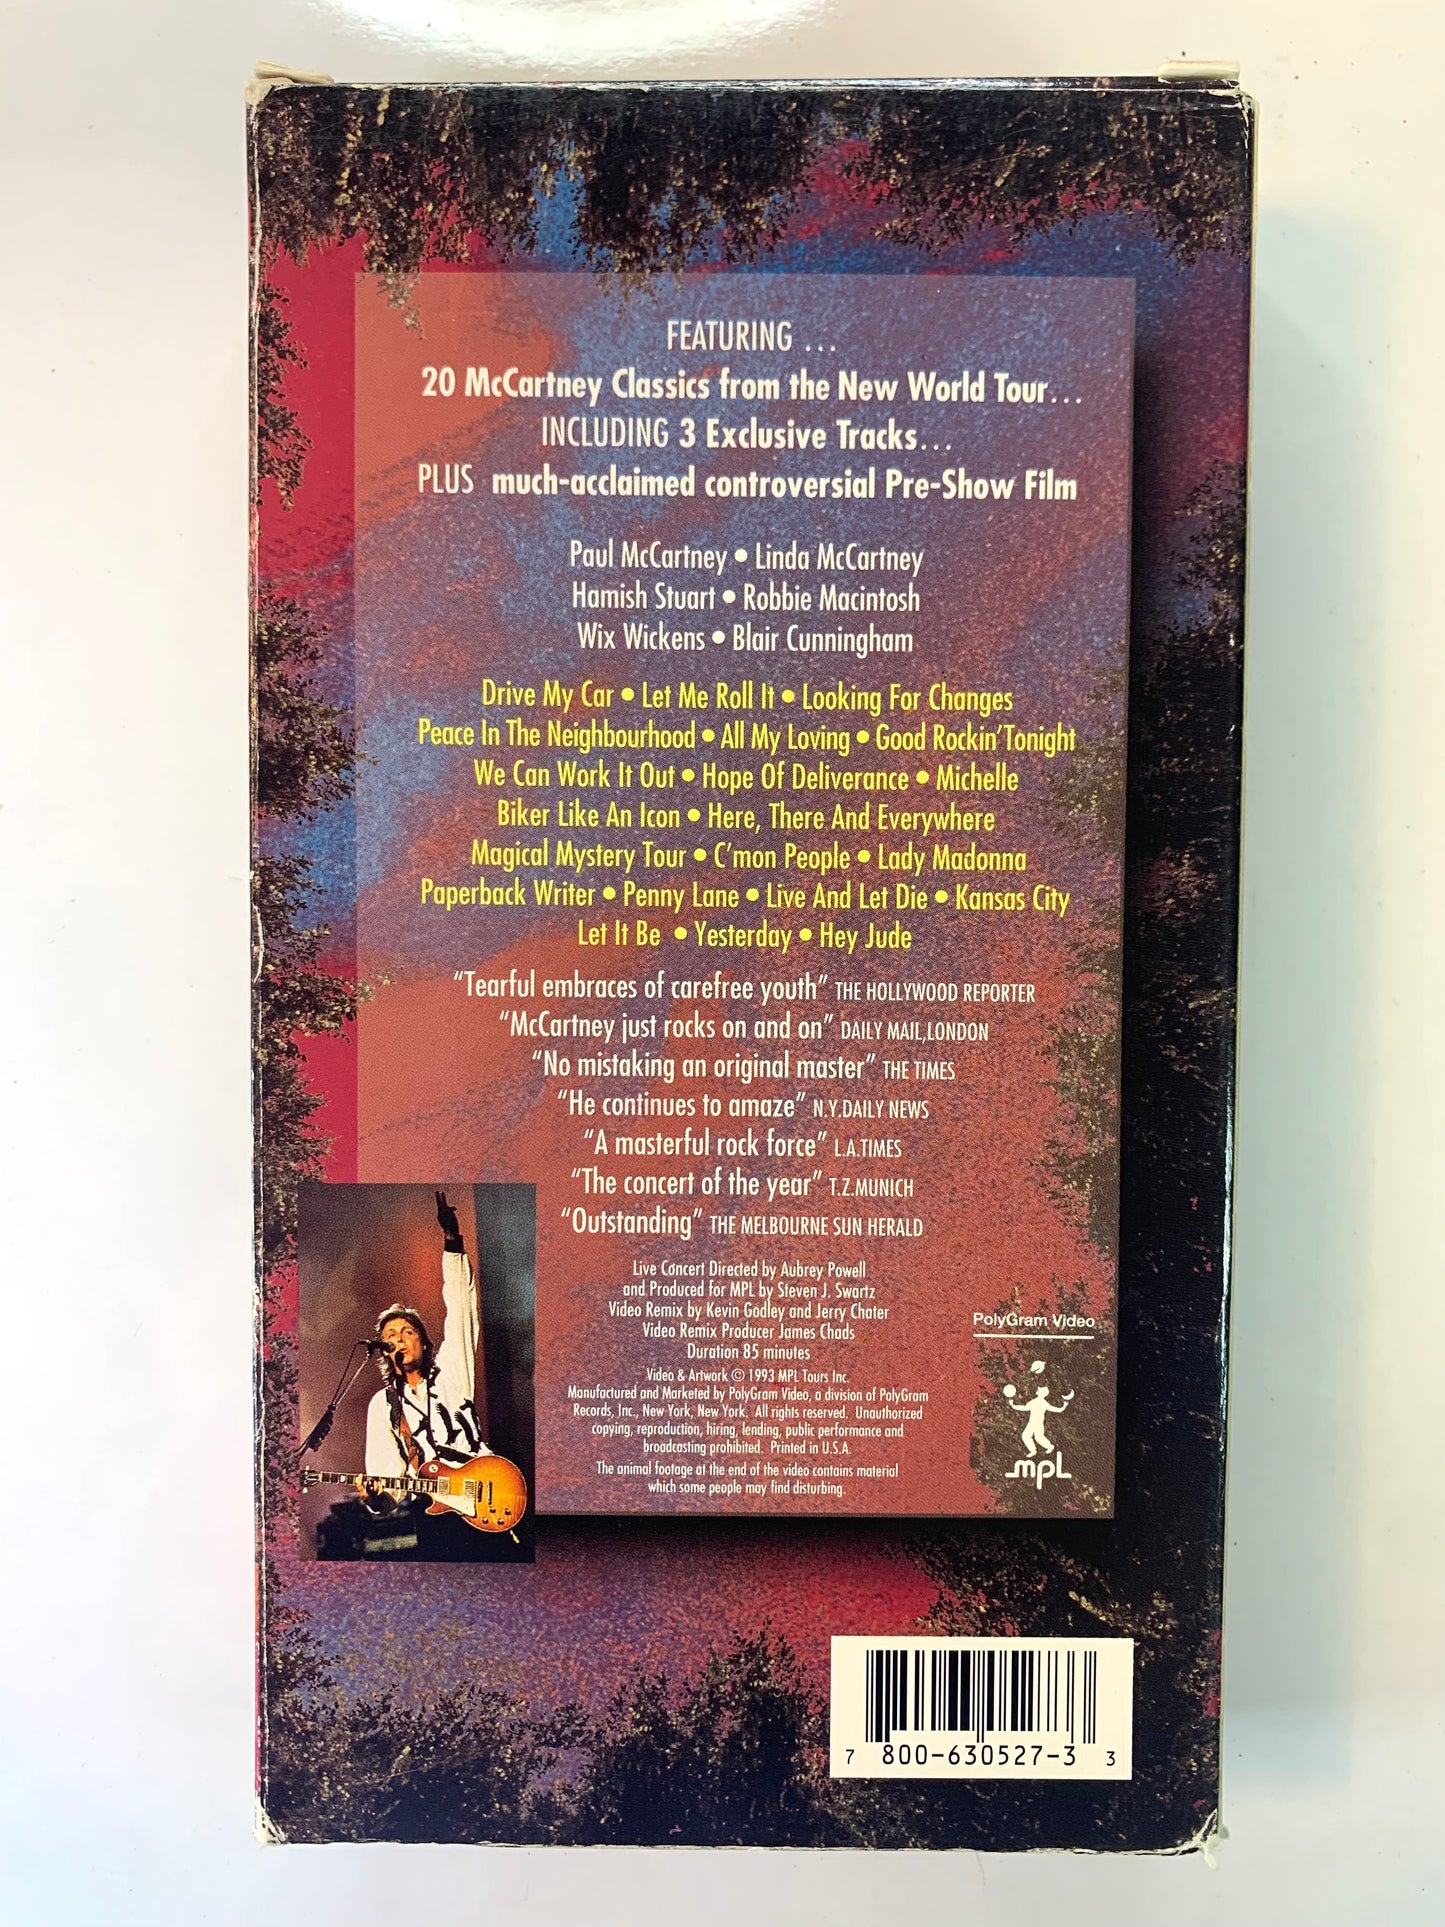 FEATURING ...
20 McCartney Classics from the New World Tour...
INCLUDING 3 Exclusive Tracks...
PLUS much-acclaimed controversial Pre-Show Film
Paul McCartney • Linda McCartney
Hamish Stuart • Robbie Macintosh
Wix Wickens • Blair Cunningham
Drive My Car • Let Me Roll It • Looking For Changes
Peace In The Neighbourhood • All My Loving • Good Rockin' Tonight
We Can Work It Out • Hope Of Deliverance • Michelle
Biker Like An Icon • Here, There And Everywhere
Magical Mystery Tour • C'mon People • Lady Madonna
Paperback Writer • Penny Lane • Live And Let Die • Kansas City
Let It Be • Yesterday • Hey Jude
"Tearful embraces of carefree youth" THE HOLLYWOOD REPORTER
"McCartney just rocks on and on" DAILY MAIL, LONDON
"No mistaking an original master" THE TIMES
"He continues to amaze" N.Y. DAILY NEWS
"A masterful rock force" L.A. TIMES
"The concert of the year" T.Z. MUNICH
"Outstanding" THE MELBOURNE SUN HERALD
Live Concert Directed by Aubrey Powell
and Produced for MPL by Steven J. Swartz
Video Remix by Kevin Godley and Jerry Chater
Video Remix Producer James Chads
Duration 85 minutes
Video & Artwork © 1993 MPL Tours Inc.
Manufactured and Marketed by PolyGram Video, a division of PolyGram
Records, Inc., New York, New York. All rights reserved. Unauthorized
copying, reproduction, hiring, lending, public performance and
broadcasting prohibited. Printed in U.S.A.
The animal footage at the end of the video contains material
which some people may find disturbing.
PolyGram Video
mpl
7 800-630527-3 3